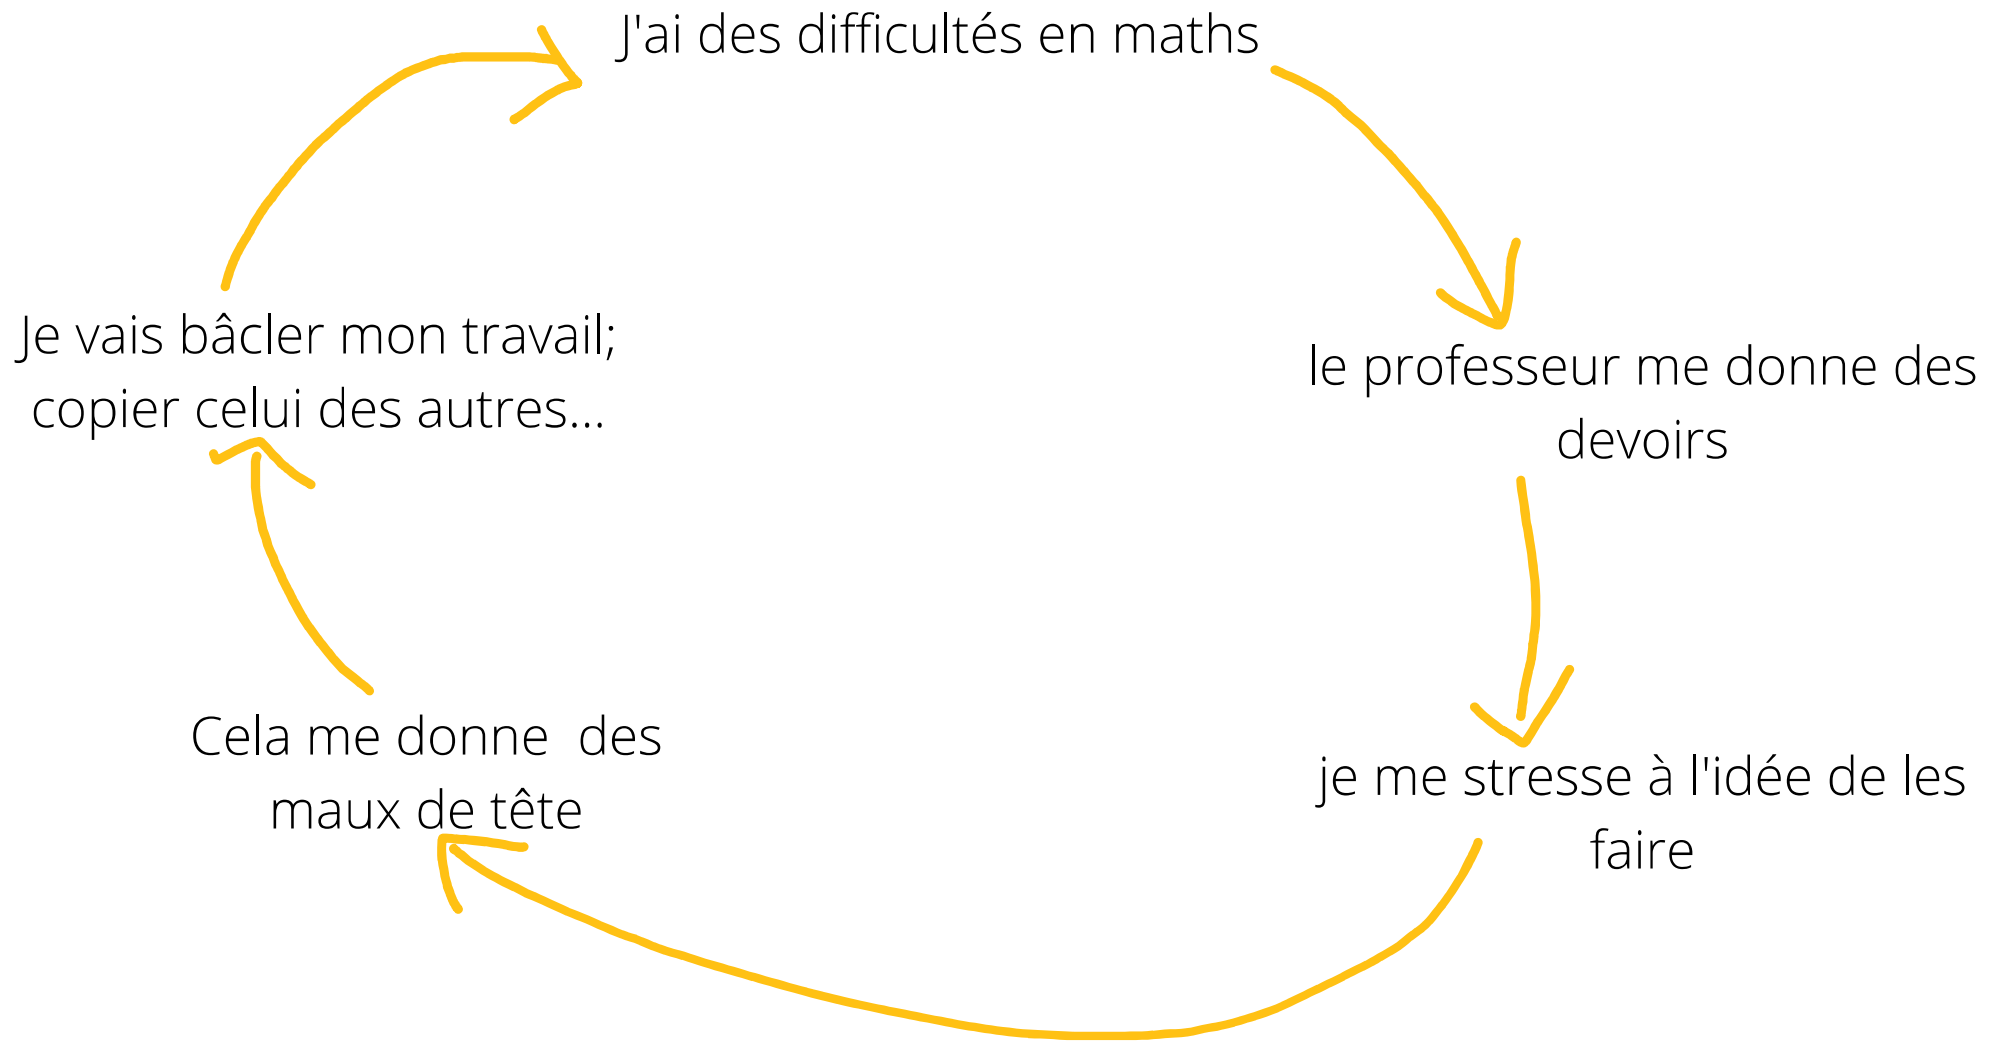 J'ai des difficultés en maths
le professeur me donne des
devoirs
je me stresse à l'idée de les
faire
Cela me donne  des
maux de tête
Je vais bâcler mon travail;
copier celui des autres...